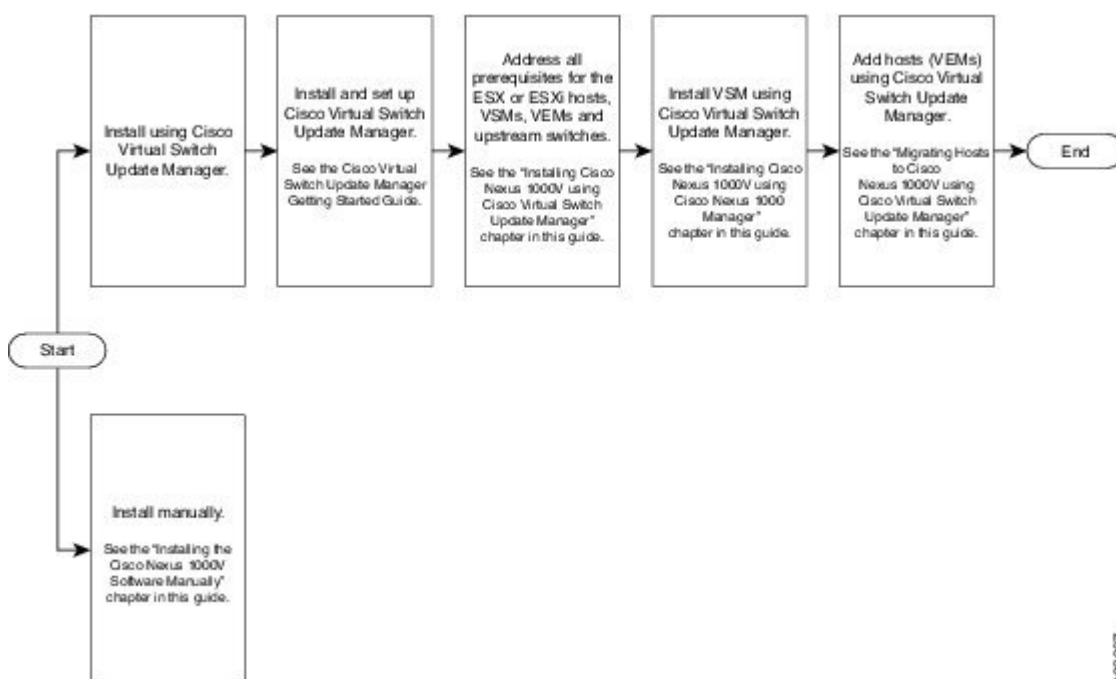 Install using Cisco
Virtual Switch
Update Manager.
Install and set up
Cisco Virtual Switch
Update Manager.
See the Cisco Virtual
Switch Update Manager
Getting Started Guide.
Address all
prerequisites for the
ESX or ESXi hosts,
VSMs, VEMs and
upstream switches.
See the "Installing Cisco
Nexus 1000V using
Cisco Virtual Switch
Update Manager"
chapter in this guide.
Install VSM using
Cisco Virtual Switch
Update Manager.
See the "Installing Cisco
Nexus 1000V using
Cisco Nexus 1000
Manager"
chapter in this guide.
Add hosts (VEMs)
using Cisco Virtual
Switch Update
Manager.
See the "Migrating Hosts
to Cisco
Nexus 1000V using
Cisco Virtual Switch
Update Manager"
chapter in this guide.
End
Start
Install manually.
See the "Installing the
Cisco Nexus 1000V
Software Manually"
chapter in this guide.